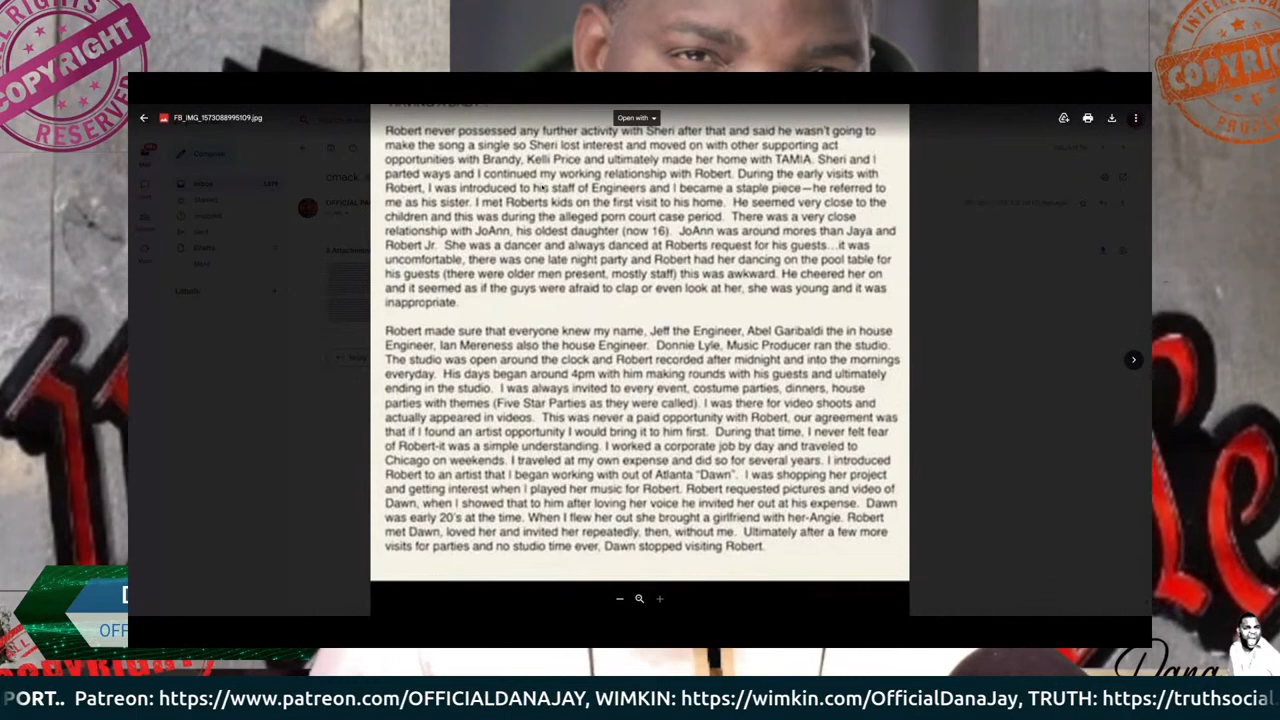 COPYRIGHT
RESERVED
COPYRIG
FB_IMG_1573088995109.jpg
Open with
Compose
Inbox
Drafts
More
Labels
Robert never possessed any further activity with Sheri after that and said he wasn't going to
make the song a single so Sheri lost interest and moved on with other supporting act
opportunities with Brandy, Kelli Price and ultimately made her home with TAMIA. Sheri and I
parted ways and I continued my working relationship with Robert. During the early visits with
Robert, I was introduced to his staff of Engineers and I became a staple piece—he referred to
me as his sister. I met Roberts kids on the first visit to his home. He seemed very close to the
children and this was during the alleged porn court case period. There was a very close
relationship with JoAnn, his oldest daughter (now 16). JoAnn was around mores than Jaya and
Robert Jr. She was a dancer and always danced at Roberts request for his guests...it was
uncomfortable, there was one late night party and Robert had her dancing on the pool table for
his guests (there were older men present, mostly staff) this was awkward. He cheered her on
and it seemed as if the guys were afraid to clap or even look at her, she was young and it was
inappropriate.
Robert made sure that everyone knew my name, Jeff the Engineer, Abel Garibaldi the in house
Engineer, Ian Mereness also the house Engineer. Donnie Lyle, Music Producer ran the studio.
The studio was open around the clock and Robert recorded after midnight and into the mornings
everyday. His days began around 4pm with him making rounds with his guests and ultimately
ending in the studio. I was always invited to every event, costume parties, dinners, house
parties with themes (Five Star Parties as they were called). I was there for video shoots and
actually appeared in videos. This was never a paid opportunity with Robert, our agreement was
that if I found an artist opportunity I would bring it to him first. During that time, I never felt fear
of Robert-it was a simple understanding. I worked a corporate job by day and traveled to
Chicago on weekends. I traveled at my own expense and did so for several years. I introduced
Robert to an artist that I began working with out of Atlanta "Dawn". I was shopping her project
and getting interest when I played her music for Robert. Robert requested pictures and video of
Dawn, when I showed that to him after loving her voice he invited her out at his expense. Dawn
was early 20's at the time. When I flew her out she brought a girlfriend with her-Angie. Robert
met Dawn, loved her and invited her repeatedly, then, without me. Ultimately after a few more
visits for parties and no studio time ever, Dawn stopped visiting Robert.
D
OFF
Dana
PORT.. Patreon: https://www.patreon.com/OFFICIALDANAJAY, WIMKIN: https://wimkin.com/OfficialDanaJay, TRUTH: https://truthsocial